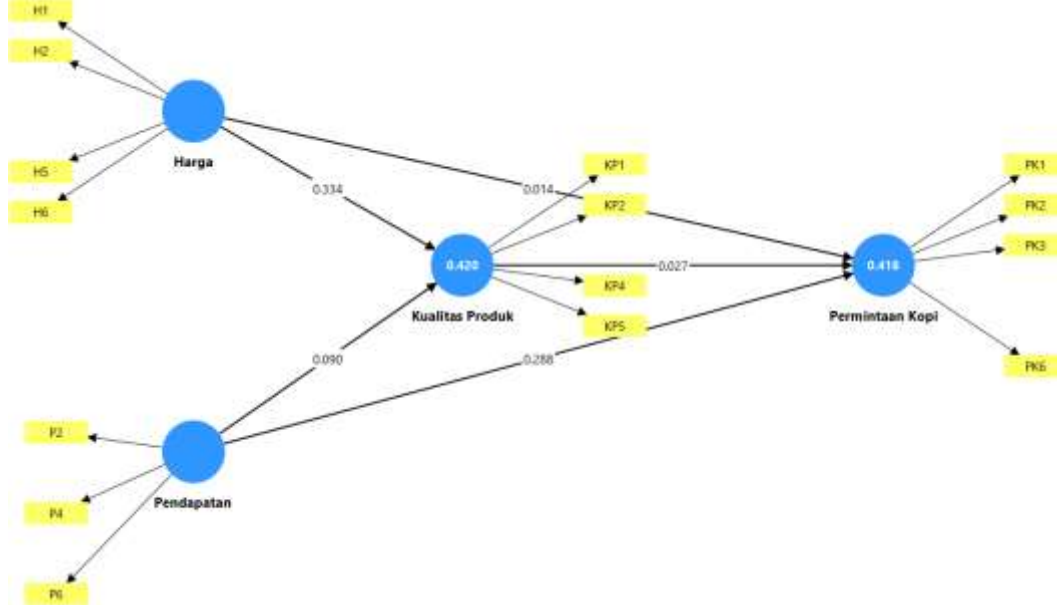 H1
H2
H5
H6
Harga
0.334
0.014
KP1
KP2
KP4
KP5
0.420
Kualitas Produk
0.027
0.418
Permintaan Kopi
PK1
PK2
PK3
PK6
0.090
0.288
P2
P4
P6
Pendapatan